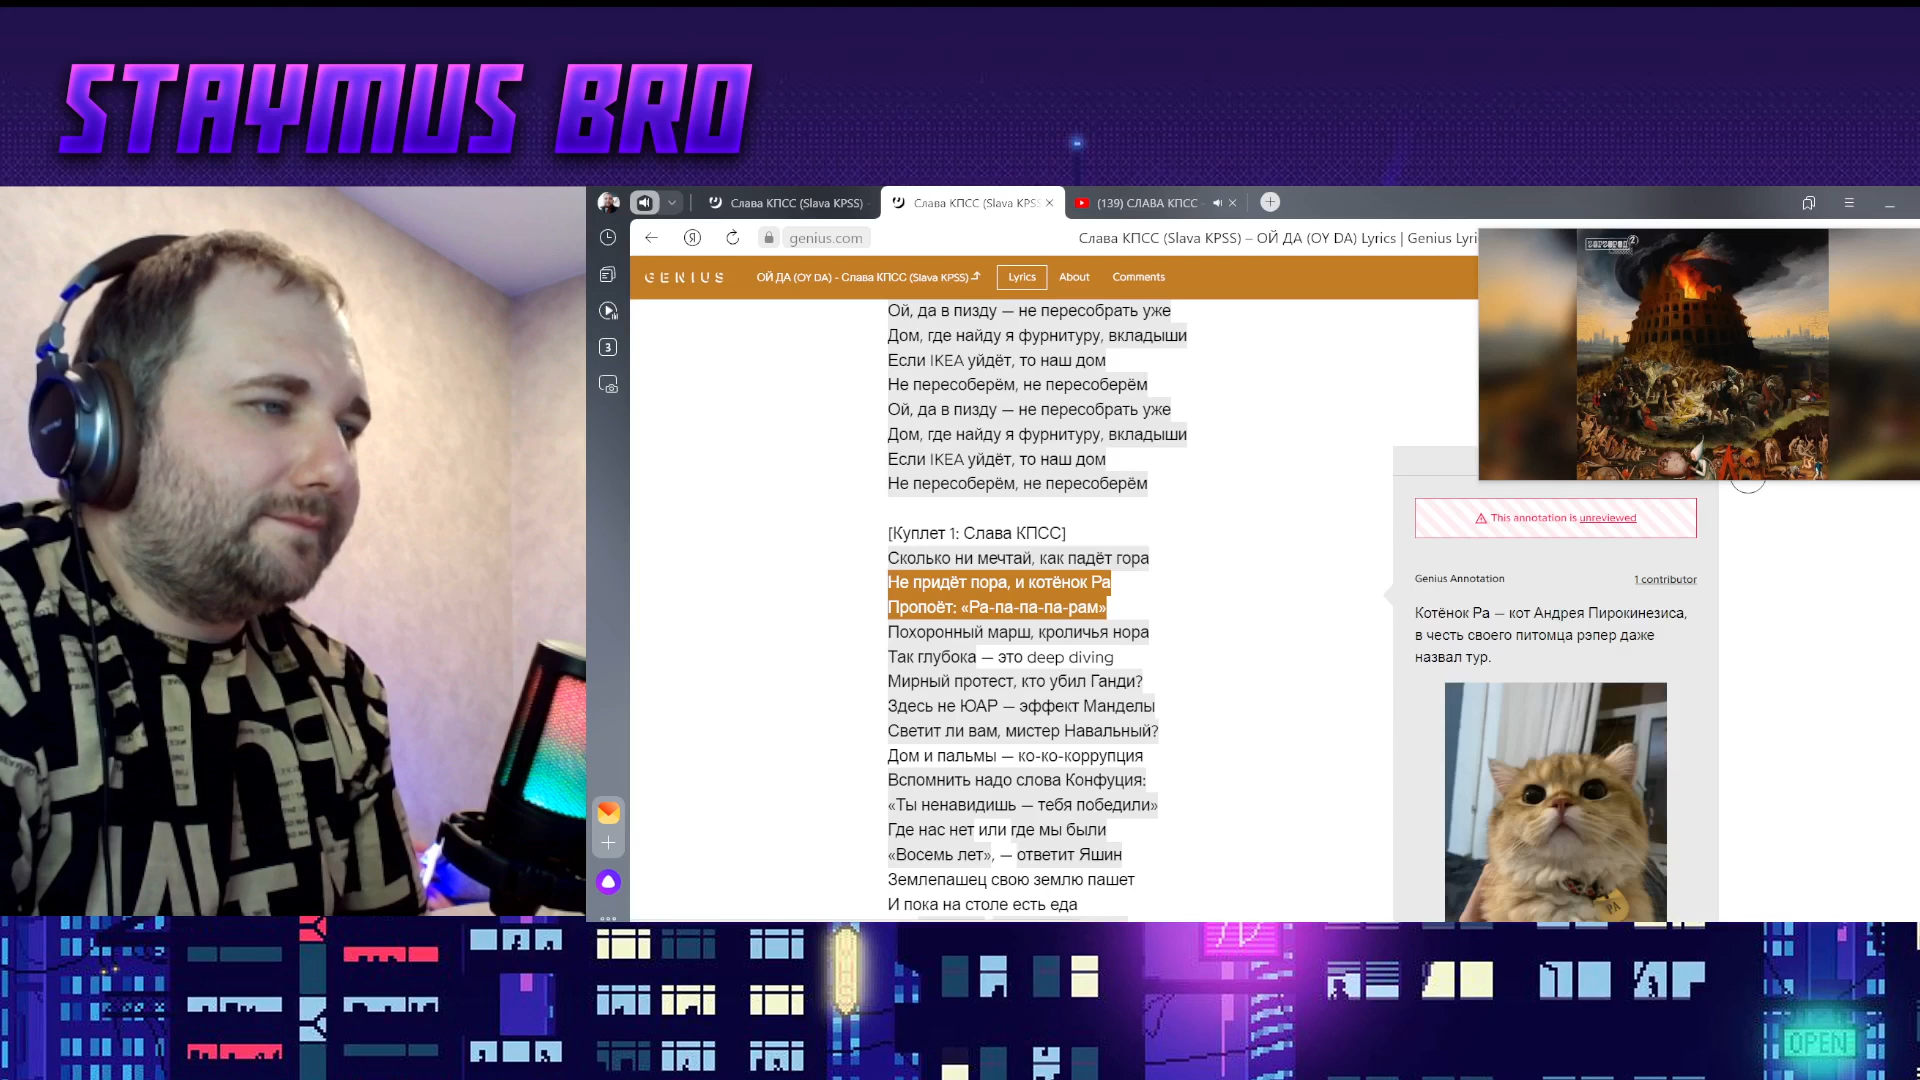 STAYMUS BRO
Слава КПСС (Slava KPSS)
Слава КПСС (Slava KPSS
(139) СЛАВА КПСС
genius.com
Слава КПСС (Slava KPSS) – ОЙ ДА (OY DA) Lyrics | Genius Lyri
GENIUS
ОЙ ДА (OY DA) - Слава КПСС (Slava KPSS)
Lyrics
About
Comments
3
Ой, да в пизду — не пересобрать уже
Дом, где найду я фурнитуру, вкладыши
Если IKEA уйдёт, то наш дом
Не пересоберём, не пересоберём
Ой, да в пизду — не пересобрать уже
Дом, где найду я фурнитуру, вкладыши
Если IKEA уйдёт, то наш дом
Не пересоберём, не пересоберём
[Куплет 1: Слава КПСС]
Сколько ни мечтай, как падёт гора
Не придёт пора, и котёнок Ра
Пропоёт: «Ра-па-па-па-рам»
Похоронный марш, кроличья нора
Так глубока — это deep diving
Мирный протест, кто убил Ганди?
Здесь не ЮАР — эффект Манделы
Светит ли вам, мистер Навальный?
Дом и пальмы — ко-ко-коррупция
Вспомнить надо слова Конфуция:
«Ты ненавидишь — тебя победили»
Где нас нет или где мы были
«Восемь лет», — ответит Яшин
Землепашец свою землю пашет
И пока на столе есть еда
This annotation is unreviewed
Genius Annotation
1 contributor
Котёнок Ра — кот Андрея Пирокинезиса,
в честь своего питомца рэпер даже
назвал тур.
РА
OPEN